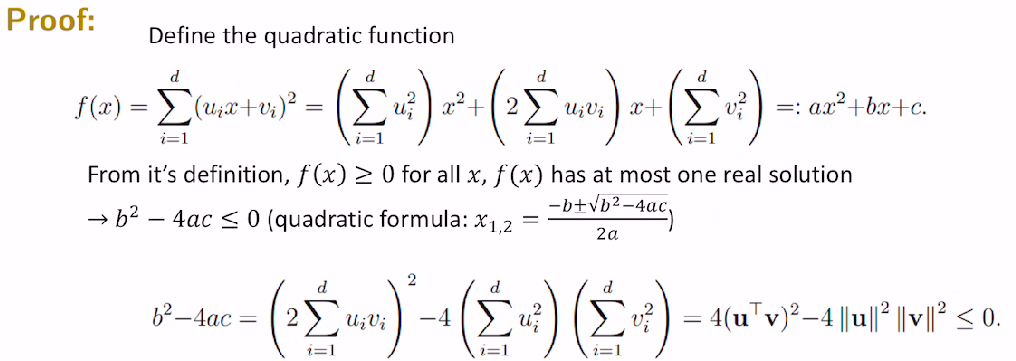 Proof:
Define the quadratic function
f(x) = \sum_{i=1}^{d} (u_i x + v_i)^2 = \left( \sum_{i=1}^{d} u_i^2 \right) x^2 + \left( 2 \sum_{i=1}^{d} u_i v_i \right) x + \left( \sum_{i=1}^{d} v_i^2 \right) =: ax^2 + bx + c.
From it's definition, f(x) ≥ 0 for all x, f(x) has at most one real solution
→ b^2 − 4ac ≤ 0 (quadratic formula: x_{1,2} = \frac{-b \pm \sqrt{b^2 - 4ac}}{2a})
b^2 − 4ac = \left( 2 \sum_{i=1}^{d} u_i v_i \right)^2 − 4 \left( \sum_{i=1}^{d} u_i^2 \right) \left( \sum_{i=1}^{d} v_i^2 \right) = 4(\mathbf{u}^\top \mathbf{v})^2 − 4 \|\mathbf{u}\|^2 \|\mathbf{v}\|^2 ≤ 0.